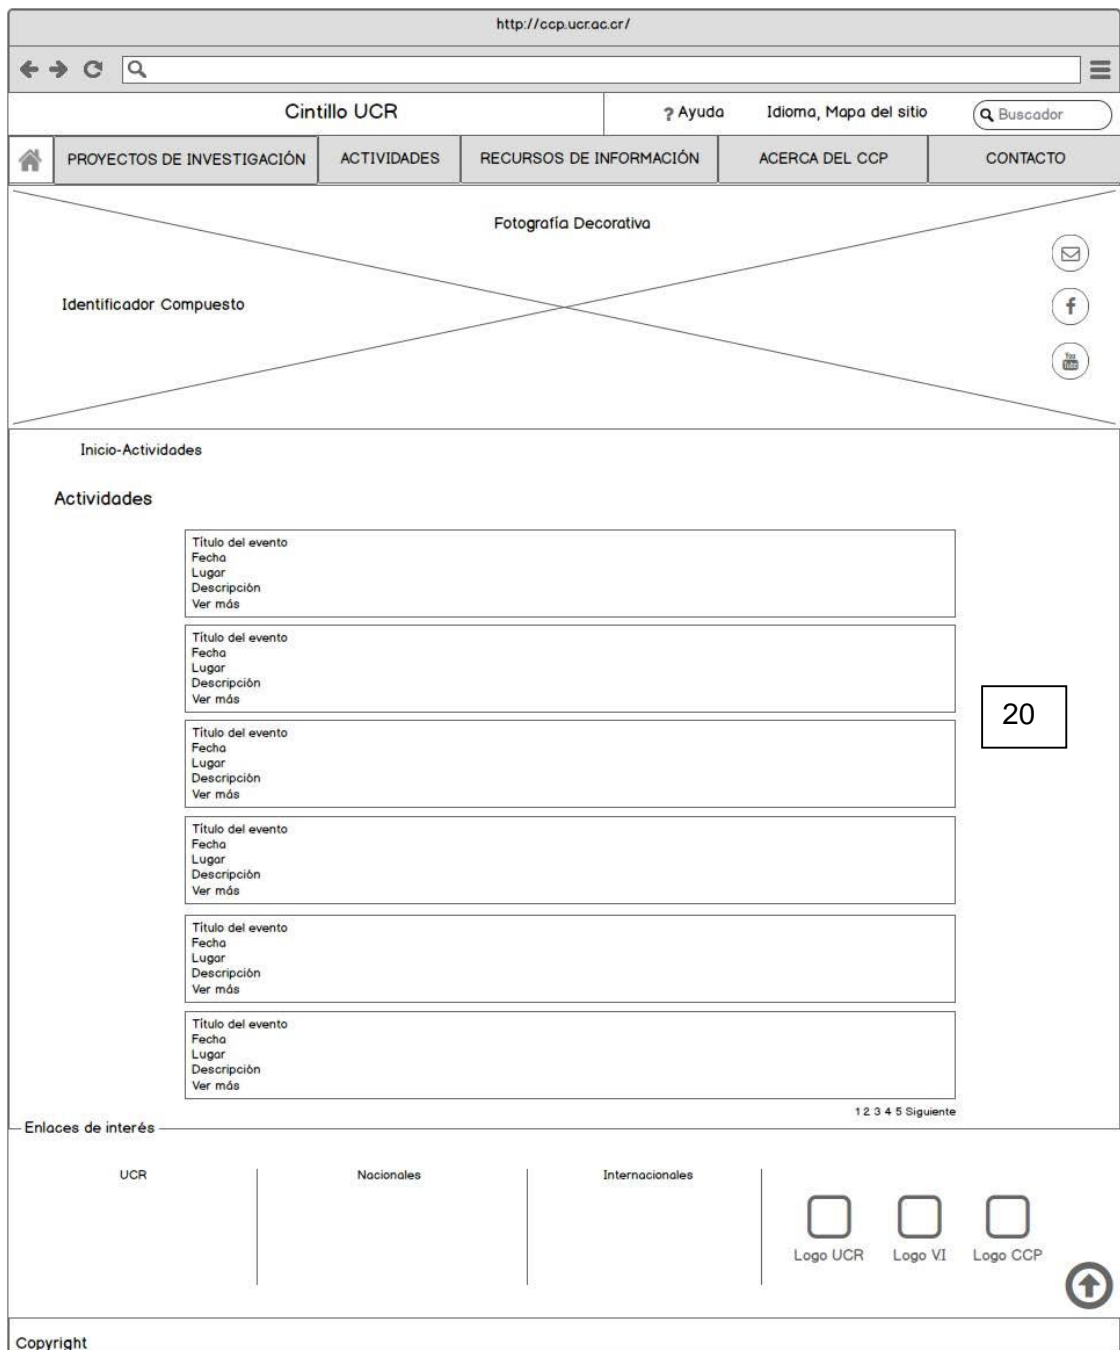 http://ccp.ucr.ac.cr/
Cintillo UCR
? Ayuda
Idioma, Mapa del sitio
Buscador
PROYECTOS DE INVESTIGACIÓN
ACTIVIDADES
RECURSOS DE INFORMACIÓN
ACERCA DEL CCP
CONTACTO
Fotografía Decorativa
Identificador Compuesto
f
You Tube
Inicio-Actividades
Actividades
Título del evento
Fecha
Lugar
Descripción
Ver más
Título del evento
Fecha
Lugar
Descripción
Ver más
20
Título del evento
Fecha
Lugar
Descripción
Ver más
Título del evento
Fecha
Lugar
Descripción
Ver más
Título del evento
Fecha
Lugar
Descripción
Ver más
Título del evento
Fecha
Lugar
Descripción
Ver más
1 2 3 4 5 Siguiente
Enlaces de interés
UCR
Nacionales
Internacionales
Logo UCR
Logo V.I
Logo CCP
Copyright